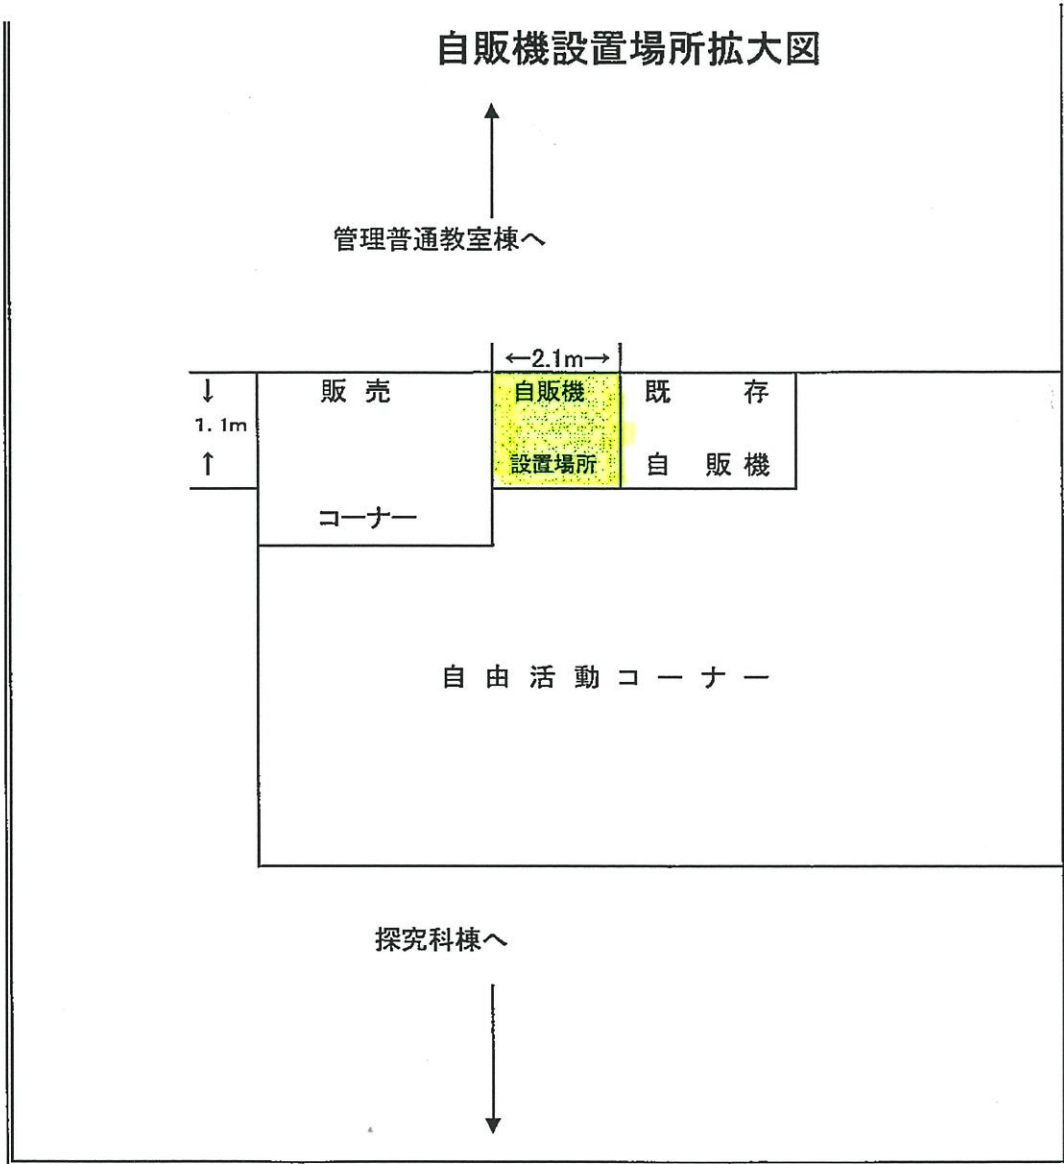 自販機設置場所拡大図
管理普通教室棟へ
←2.1m→
↓
1.1m
↑
販売
コーナー
自販機
設置場所
既存
自販機
自由活動コーナー
探究科棟へ